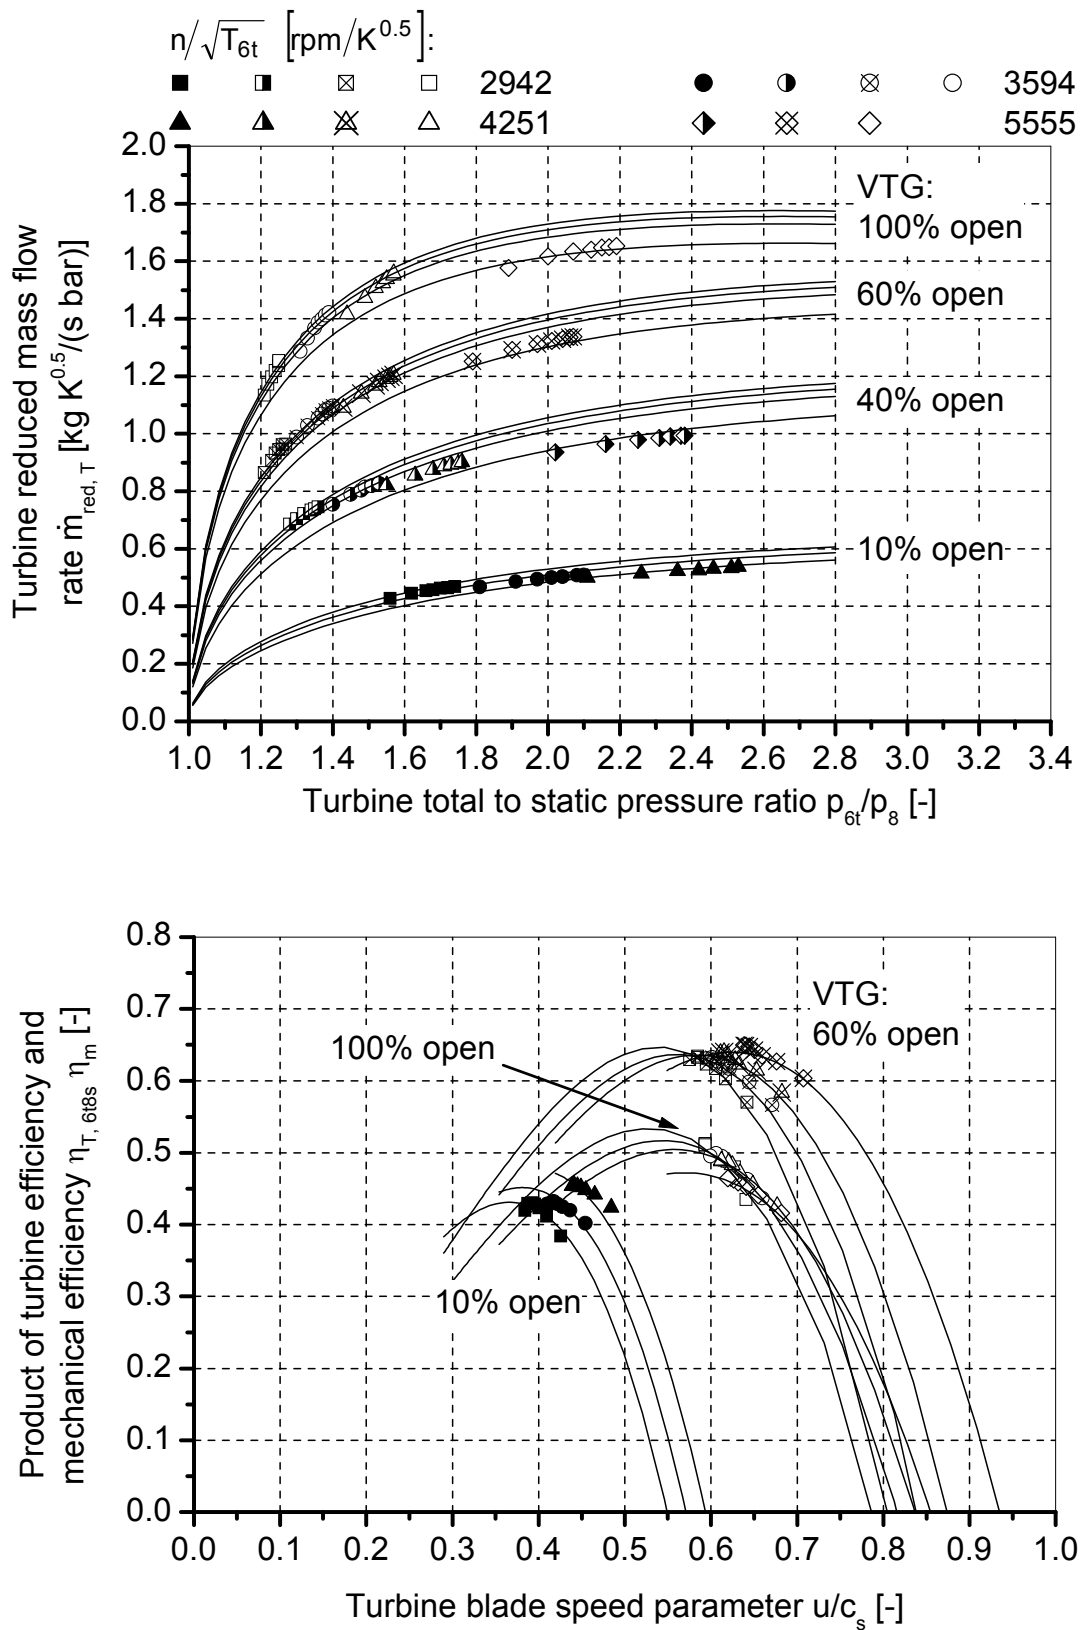 n/√T6t [rpm/K0.5]:
2942 3594
4251 5555
2.0
1.8
1.6
1.4
1.2
1.0
0.8
0.6
0.4
0.2
0.0
Turbine reduced mass flow
rate ṁred, T [kg K0.5/(s bar)]
VTG:
100% open
60% open
40% open
10% open
1.0 1.2 1.4 1.6 1.8 2.0 2.2 2.4 2.6 2.8 3.0 3.2 3.4
Turbine total to static pressure ratio p6t/p8 [-]
0.8
0.7
0.6
0.5
0.4
0.3
0.2
0.1
0.0
Product of turbine efficiency and
mechanical efficiency ηT, 6t8s ηm [-]
VTG:
60% open
100% open
10% open
0.0 0.1 0.2 0.3 0.4 0.5 0.6 0.7 0.8 0.9 1.0
Turbine blade speed parameter u/cs [-]